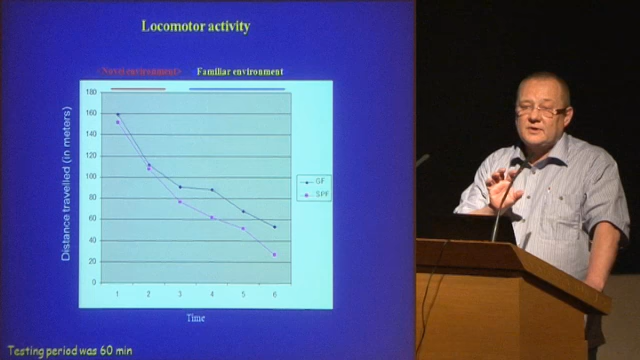 Locomotor activity
Novel environment Familiar environment
Distance travelled (in meters)
180
160
140
120
100
80
60
40
20
0
1 2 3 4 5 6
GF
SPF
Time
Testing period was 60 min